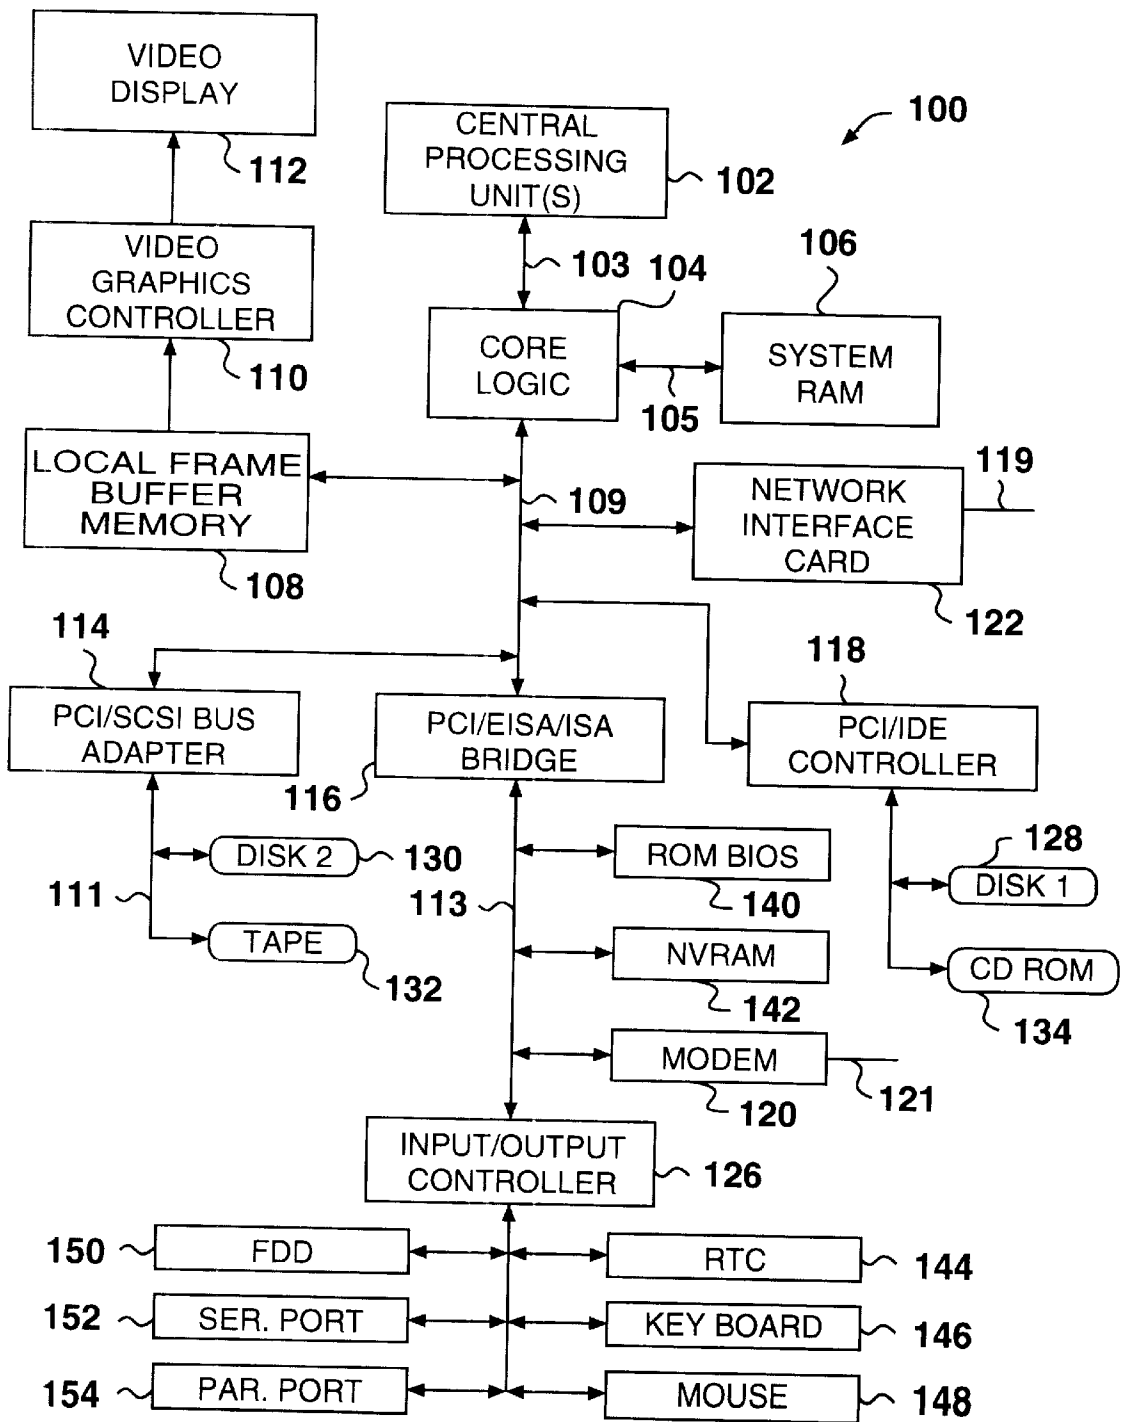 VIDEO
DISPLAY
112
100
CENTRAL
PROCESSING
UNIT(S)
102
103
104
106
VIDEO
GRAPHICS
CONTROLLER
110
CORE
LOGIC
105
SYSTEM
RAM
LOCAL FRAME
BUFFER
MEMORY
108
109
NETWORK
INTERFACE
CARD
119
122
114
PCI/SCSI BUS
ADAPTER
PCI/EISA/ISA
BRIDGE
116
118
PCI/IDE
CONTROLLER
DISK 2
130
111
TAPE
132
113
ROM BIOS
140
NVRAM
142
MODEM
120
121
128
DISK 1
CD ROM
134
INPUT/OUTPUT
CONTROLLER
126
150
FDD
RTC
144
152
SER. PORT
KEY BOARD
146
154
PAR. PORT
MOUSE
148